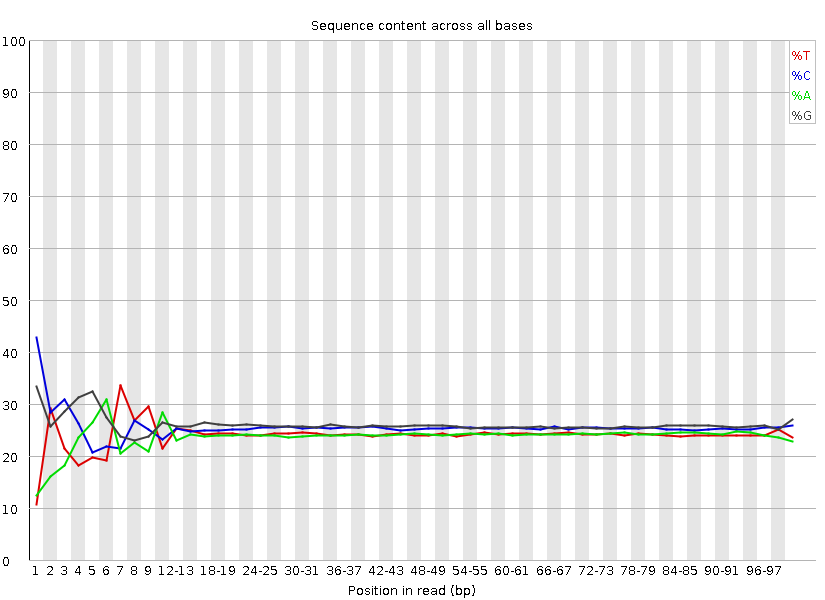 Sequence content across all bases
100
90
80
70
60
50
40
30
20
10
0
%T
%C
%A
%G
1 2 3 4 5 6 7 8 9 12-13 18-19 24-25 30-31 36-37 42-43 48-49 54-55 60-61 66-67 72-73 78-79 84-85 90-91 96-97
Position in read (bp)